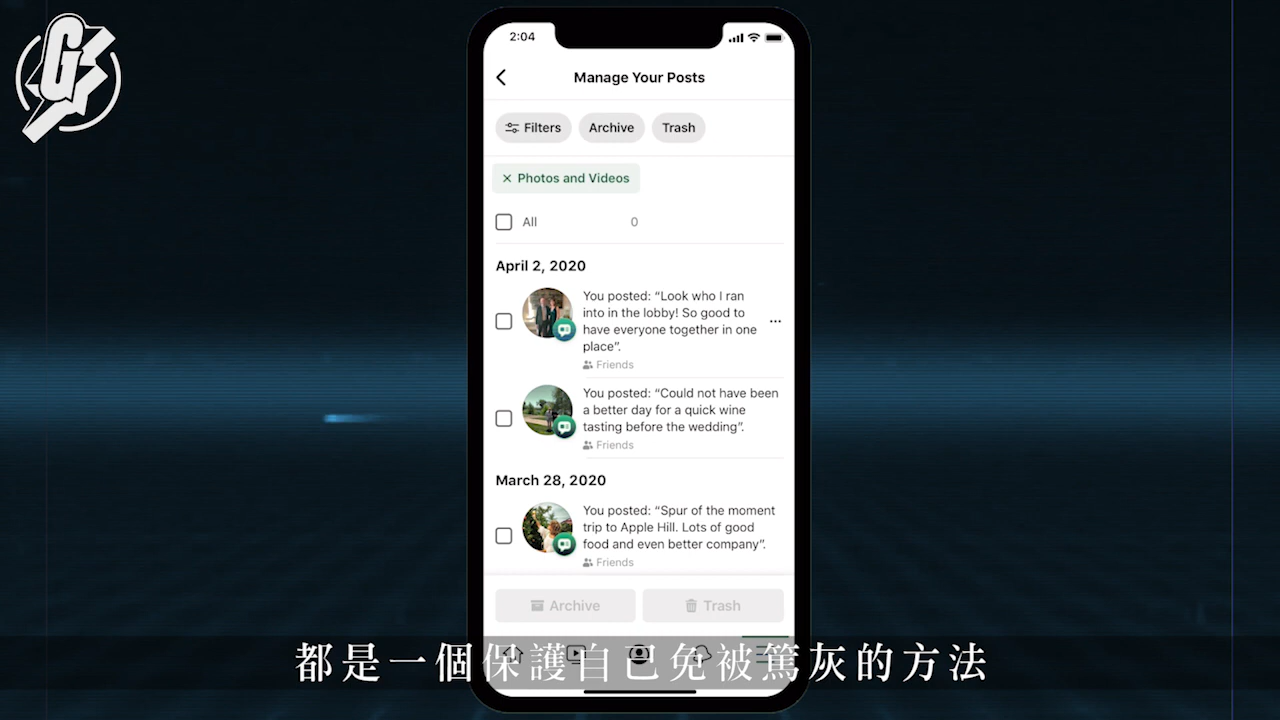 G
2:04
Manage Your Posts
Filters
Archive
Trash
× Photos and Videos
All 0
April 2, 2020
You posted: “Look who I ran
into in the lobby! So good to
have everyone together in one
place”.
Friends
You posted: “Could not have been
a better day for a quick wine
tasting before the wedding”.
Friends
March 28, 2020
You posted: “Spur of the moment
trip to Apple Hill. Lots of good
food and even better company”.
Friends
Archive
Trash
都是一個保護自己免被篤灰的方法